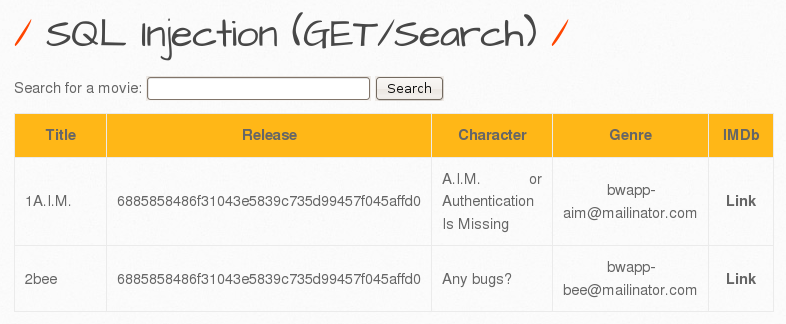 / SQL Injection (GET/Search) /
Search for a movie: Search
Title Release Character Genre IMDb
1A.I.M. 6885858486f31043e5839c735d99457f045affd0 A.I.M. or Authentication Is Missing bwapp-aim@mailinator.com Link
2bee 6885858486f31043e5839c735d99457f045affd0 Any bugs? bwapp-bee@mailinator.com Link